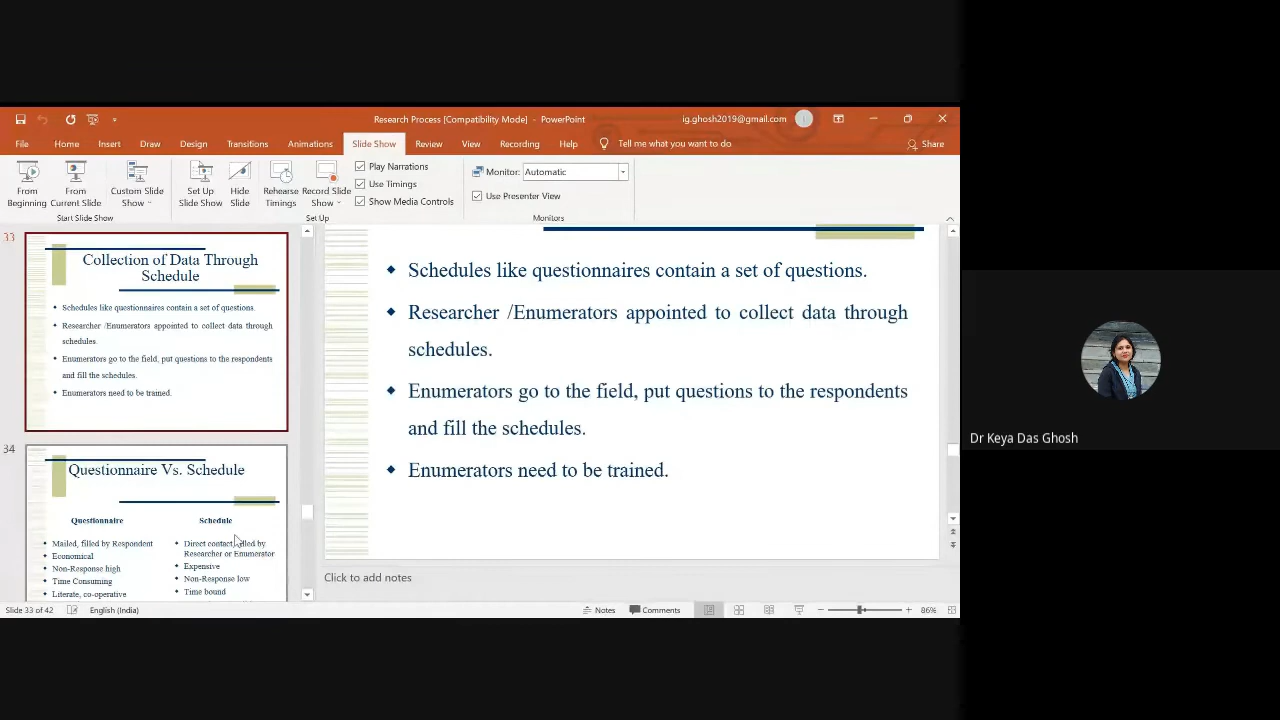 Research Process [Compatibility Mode] - PowerPoint
ig.ghosh2019@gmail.com
File Home Insert Draw Design Transitions Animations Slide Show Review View Recording Help Tell me what you want to do Share
From Beginning
From Current Slide
Custom Slide Show
Set Up Slide Show
Hide Slide
Rehearse Timings
Record Slide Show
Play Narrations
Use Timings
Show Media Controls
Monitor: Automatic
Use Presenter View
Start Slide Show
Set Up
Monitors
33
Collection of Data Through
Schedule
Schedules like questionnaires contain a set of questions.
Researcher /Enumerators appointed to collect data through
schedules.
Enumerators go to the field, put questions to the respondents
and fill the schedules.
Enumerators need to be trained.
34
Questionnaire Vs. Schedule
Questionnaire
Mailed, filled by Respondent
Economical
Non-Response high
Time Consuming
Literate, co-operative
Schedule
Direct contact, filled by
Researcher or Enumerator
Expensive
Non-Response low
Time bound
Schedules like questionnaires contain a set of questions.
Researcher /Enumerators appointed to collect data through
schedules.
Enumerators go to the field, put questions to the respondents
and fill the schedules.
Enumerators need to be trained.
Click to add notes
Slide 33 of 42 English (India) Notes Comments 86%
Dr Keya Das Ghosh